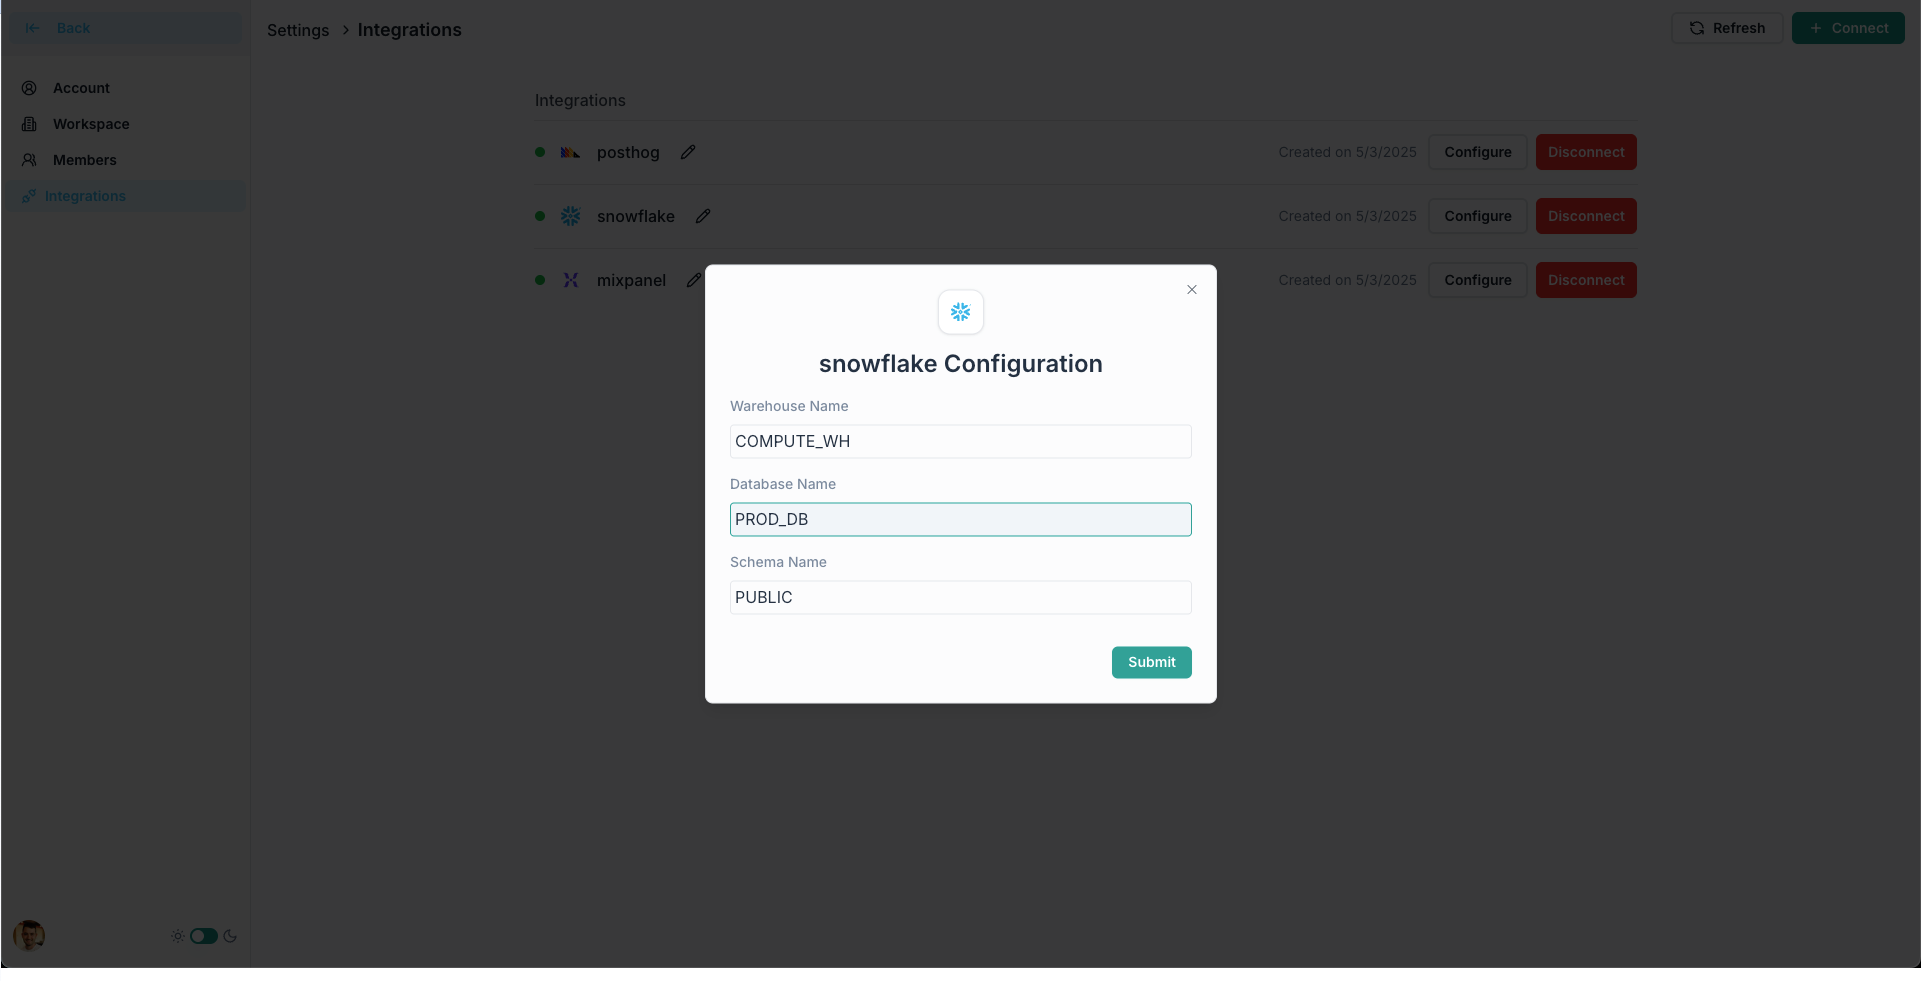 Back
Settings > Integrations
Refresh
+ Connect
Account
Workspace
Members
Integrations
Integrations
posthog Created on 5/3/2025 Configure Disconnect
snowflake Created on 5/3/2025 Configure Disconnect
mixpanel Created on 5/3/2025 Configure Disconnect
snowflake Configuration
Warehouse Name
COMPUTE_WH
Database Name
PROD_DB
Schema Name
PUBLIC
Submit